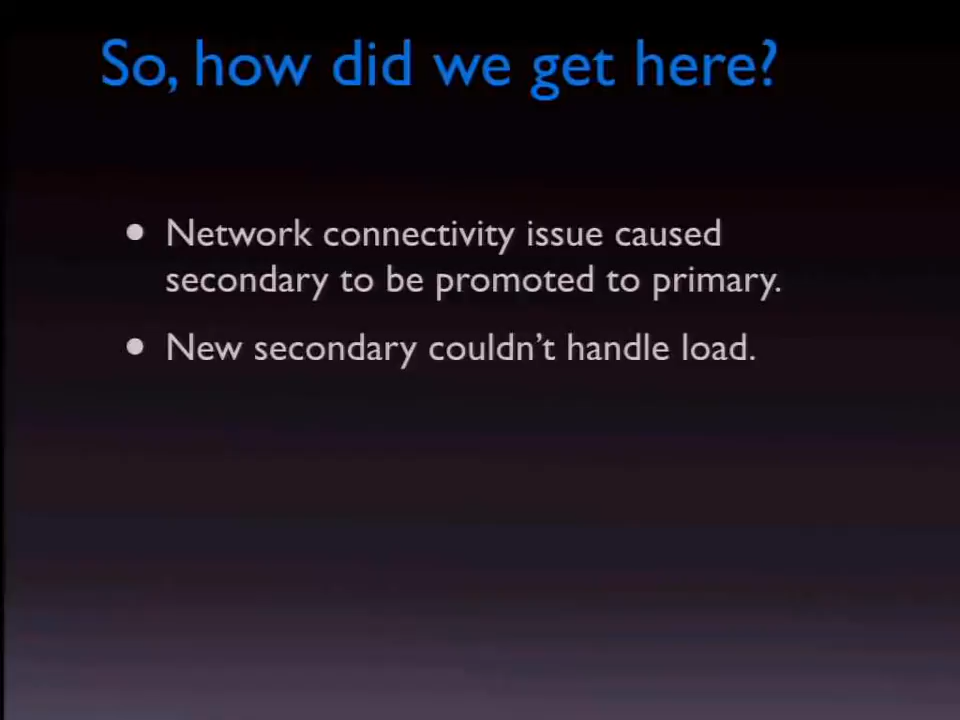 So, how did we get here?
• Network connectivity issue caused
secondary to be promoted to primary.
• New secondary couldn’t handle load.